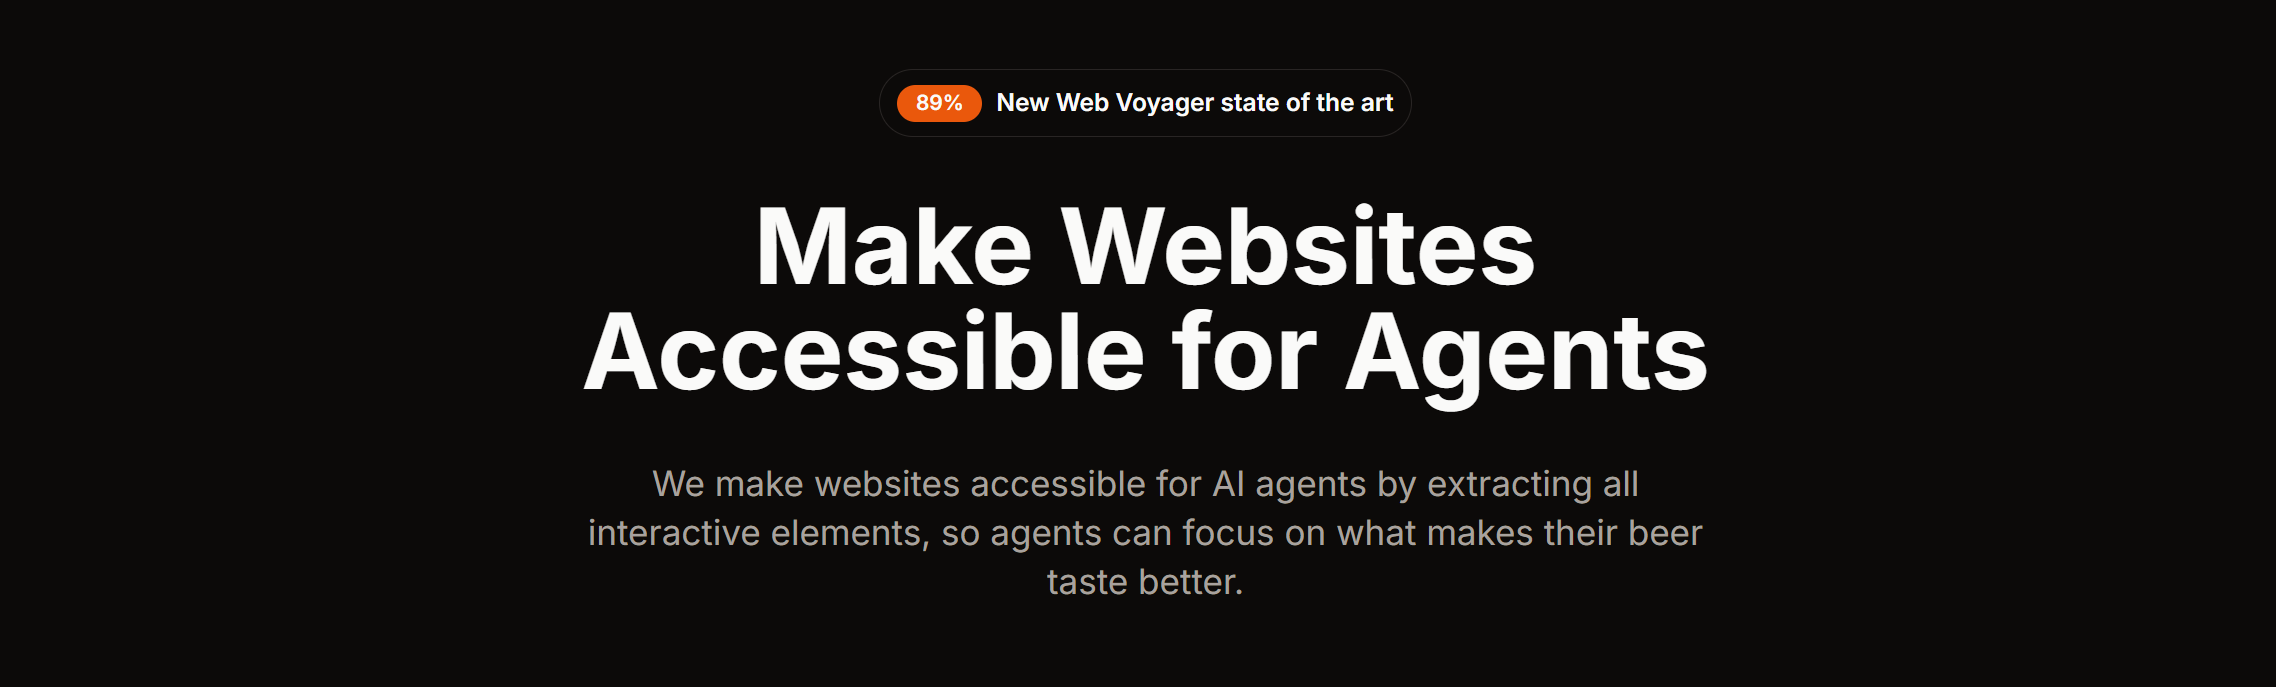 89% New Web Voyager state of the art
Make Websites
Accessible for Agents
We make websites accessible for AI agents by extracting all
interactive elements, so agents can focus on what makes their beer
taste better.